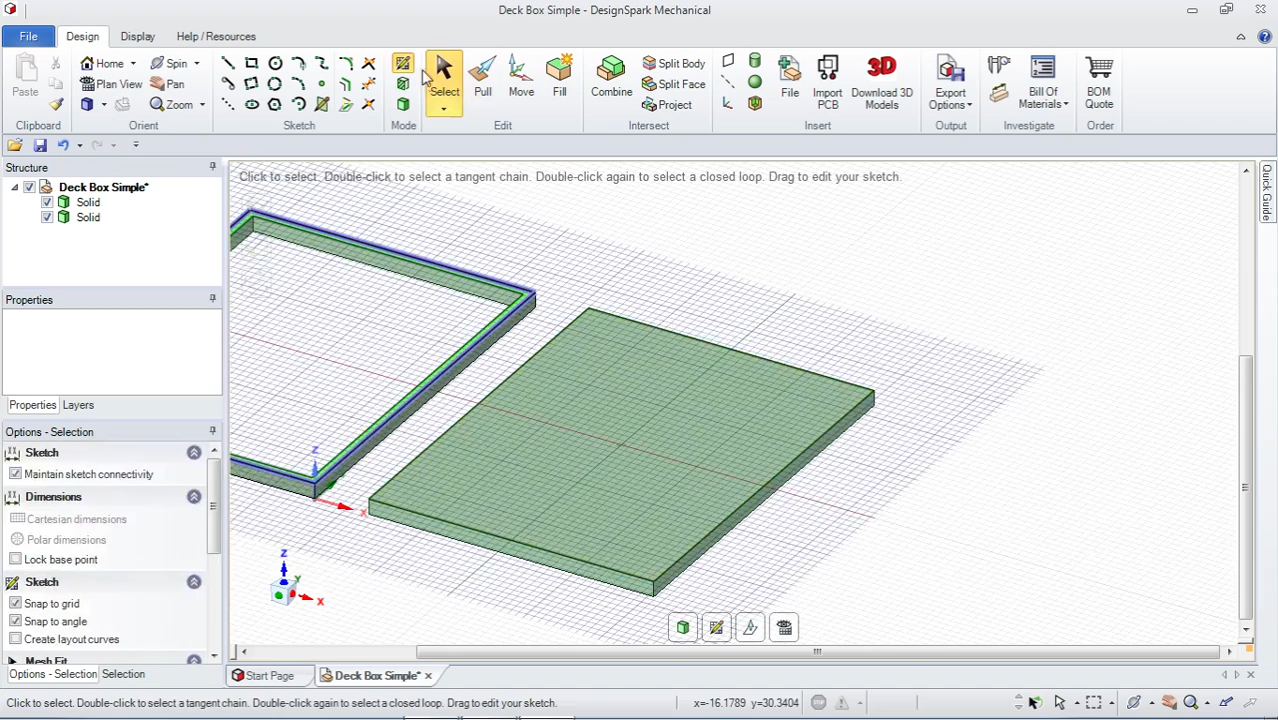 Deck Box Simple - DesignSpark Mechanical
File Design Display Help / Resources
Paste Home Spin Select Pull Move Fill Combine Split Body File Import PCB Download 3D Models Export Options Bill Of Materials BOM Quote
Plan View Pan Split Face
Zoom Project
Clipboard Orient Sketch Mode Edit Intersect Insert Output Investigate Order
Structure
Deck Box Simple*
Solid
Solid
Properties
Properties Layers
Options - Selection
Sketch
Maintain sketch connectivity
Dimensions
Cartesian dimensions
Polar dimensions
Lock base point
Sketch
Snap to grid
Snap to angle
Create layout curves
Mesh Fit
Options - Selection Selection
Click to select. Double-click to select a tangent chain. Double-click again to select a closed loop. Drag to edit your sketch.
Quick Guide
Z
X
Z
Y
X
Start Page Deck Box Simple*
Click to select. Double-click to select a tangent chain. Double-click again to select a closed loop. Drag to edit your sketch. x=-16.1789 y=30.3404